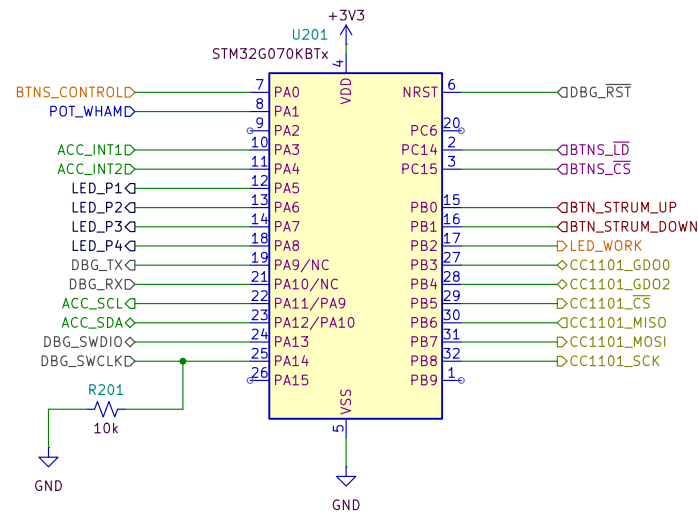 +3V3
U201
STM32G070KBTx
4
VDD
BTNS_CONTROL 7 PA0 NRST 6 DBG_RST
POT_WHAM 8 PA1
9 PA2 PC6 20
ACC_INT1 10 PA3 PC14 2 BTNS_LD
ACC_INT2 11 PA4 PC15 3 BTNS_CS
LED_P1 12 PA5
LED_P2 13 PA6 PB0 15 BTN_STRUM_UP
LED_P3 14 PA7 PB1 16 BTN_STRUM_DOWN
LED_P4 18 PA8 PB2 17 LED_WORK
DBG_TX 19 PA9/NC PB3 27 CC1101_GDO0
DBG_RX 21 PA10/NC PB4 28 CC1101_GDO2
ACC_SCL 22 PA11/PA9 PB5 29 CC1101_CS
ACC_SDA 23 PA12/PA10 PB6 30 CC1101_MISO
DBG_SWDIO 24 PA13 PB7 31 CC1101_MOSI
DBG_SWCLK 25 PA14 PB8 32 CC1101_SCK
26 PA15 PB9 1
R201
10k
VSS
5
GND
GND